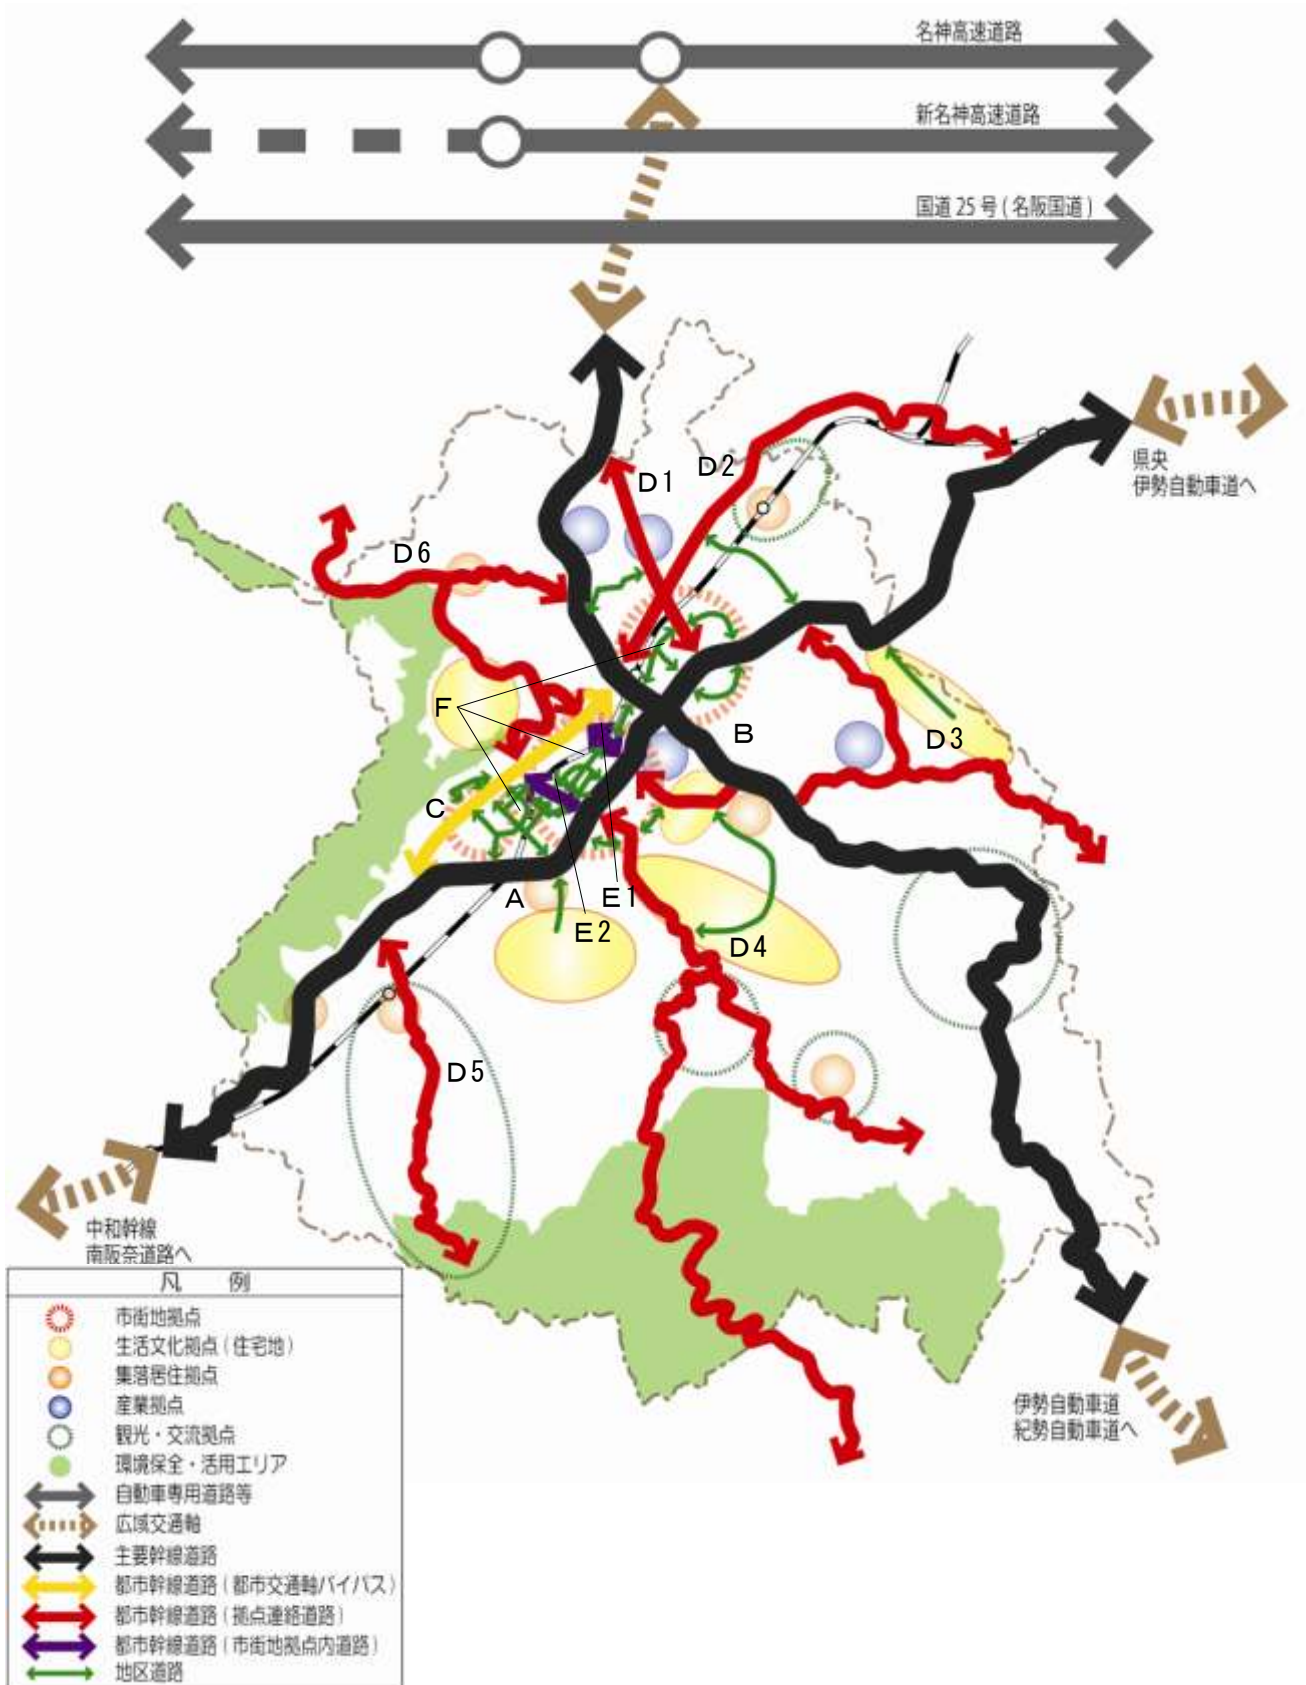 名神高速道路
新名神高速道路
国道25号(名阪国道)
県央
伊勢自動車道へ
D1
D2
D6
F
B
D3
C
A
E1
E2
D4
D5
中和幹線
南阪奈道路へ
伊勢自動車道
紀勢自動車道へ
凡 例
市街地拠点
生活文化拠点(住宅地)
集落居住拠点
産業拠点
観光・交流拠点
環境保全・活用エリア
自動車専用道路等
広域交通軸
主要幹線道路
都市幹線道路(都市交通軸バイパス)
都市幹線道路(拠点連絡道路)
都市幹線道路(市街地拠点内道路)
地区道路